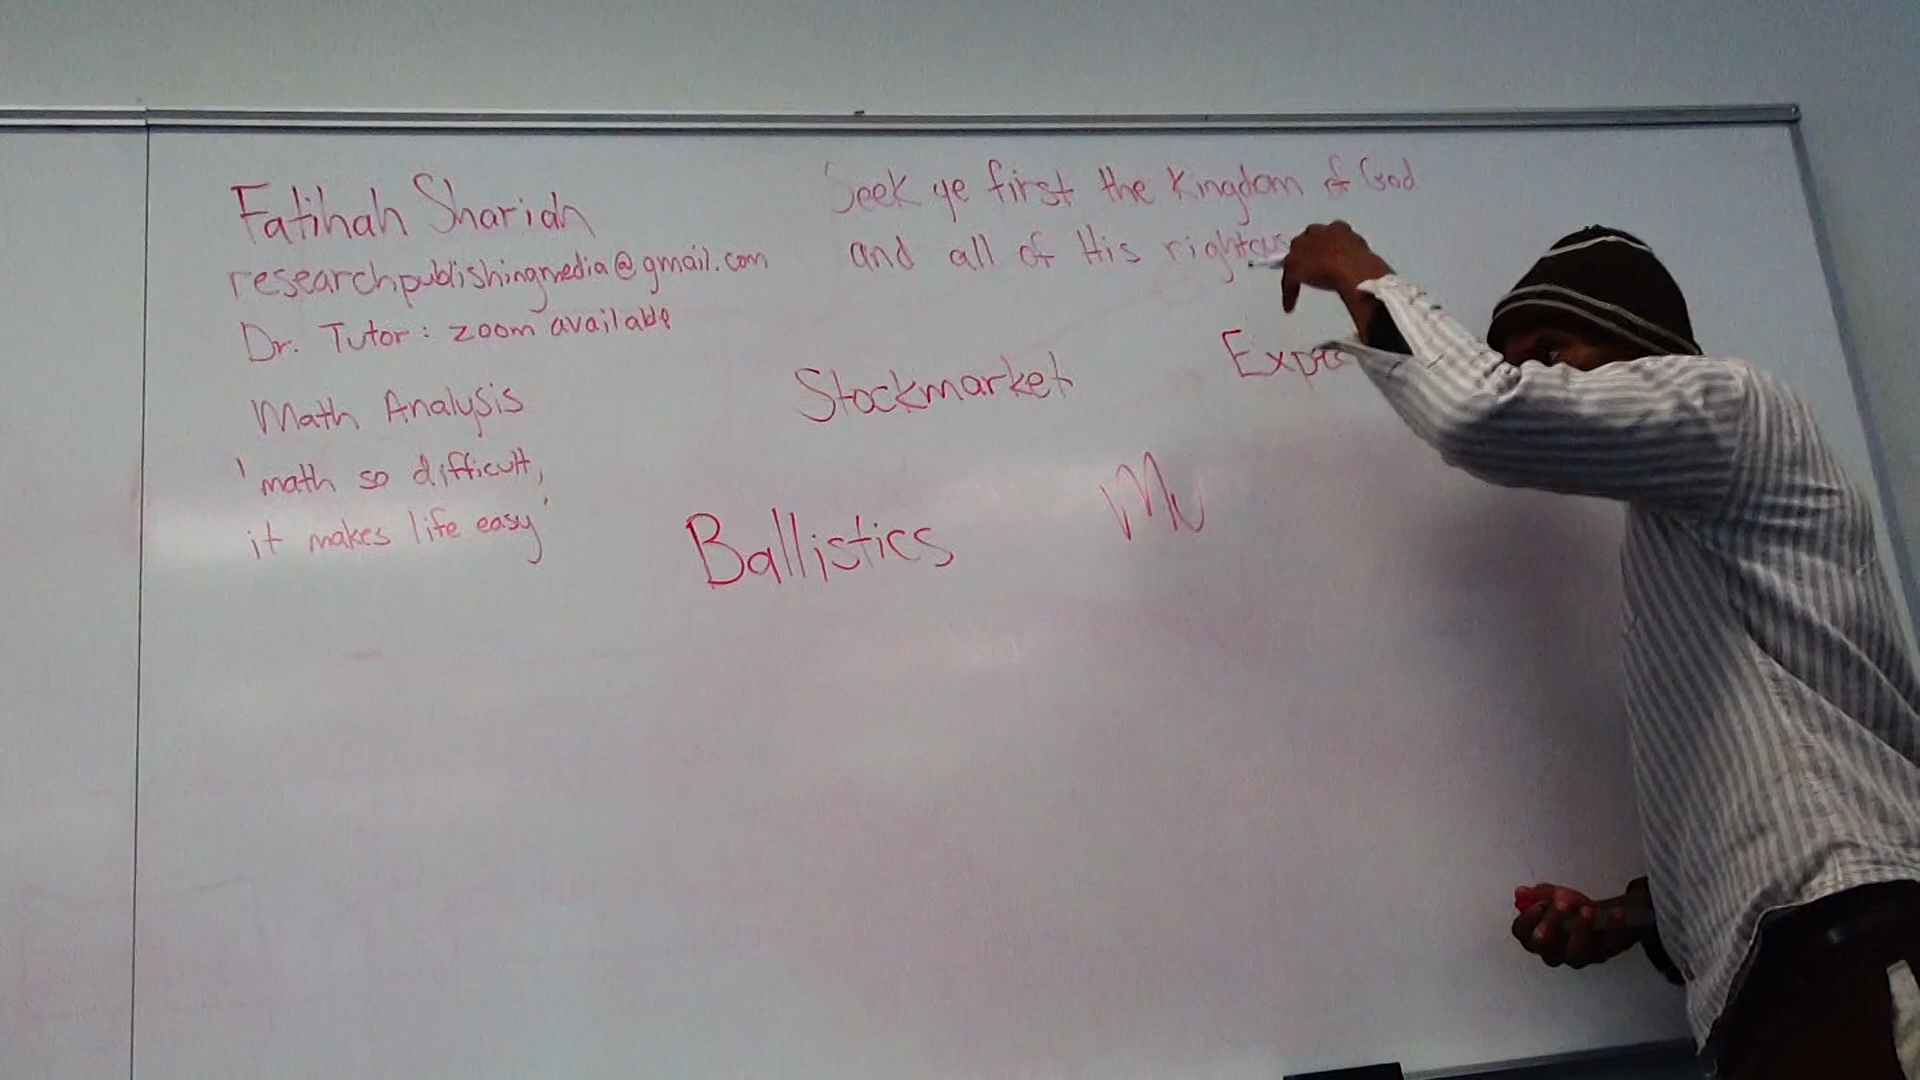 Fatihah Shariah
researchpublishingmedia@gmail.com
Dr. Tutor: zoom available
Math Analysis
'math so difficult,
it makes life easy'
Seek ye first the Kingdom of God
and all of His
Stockmarket
Ballistics